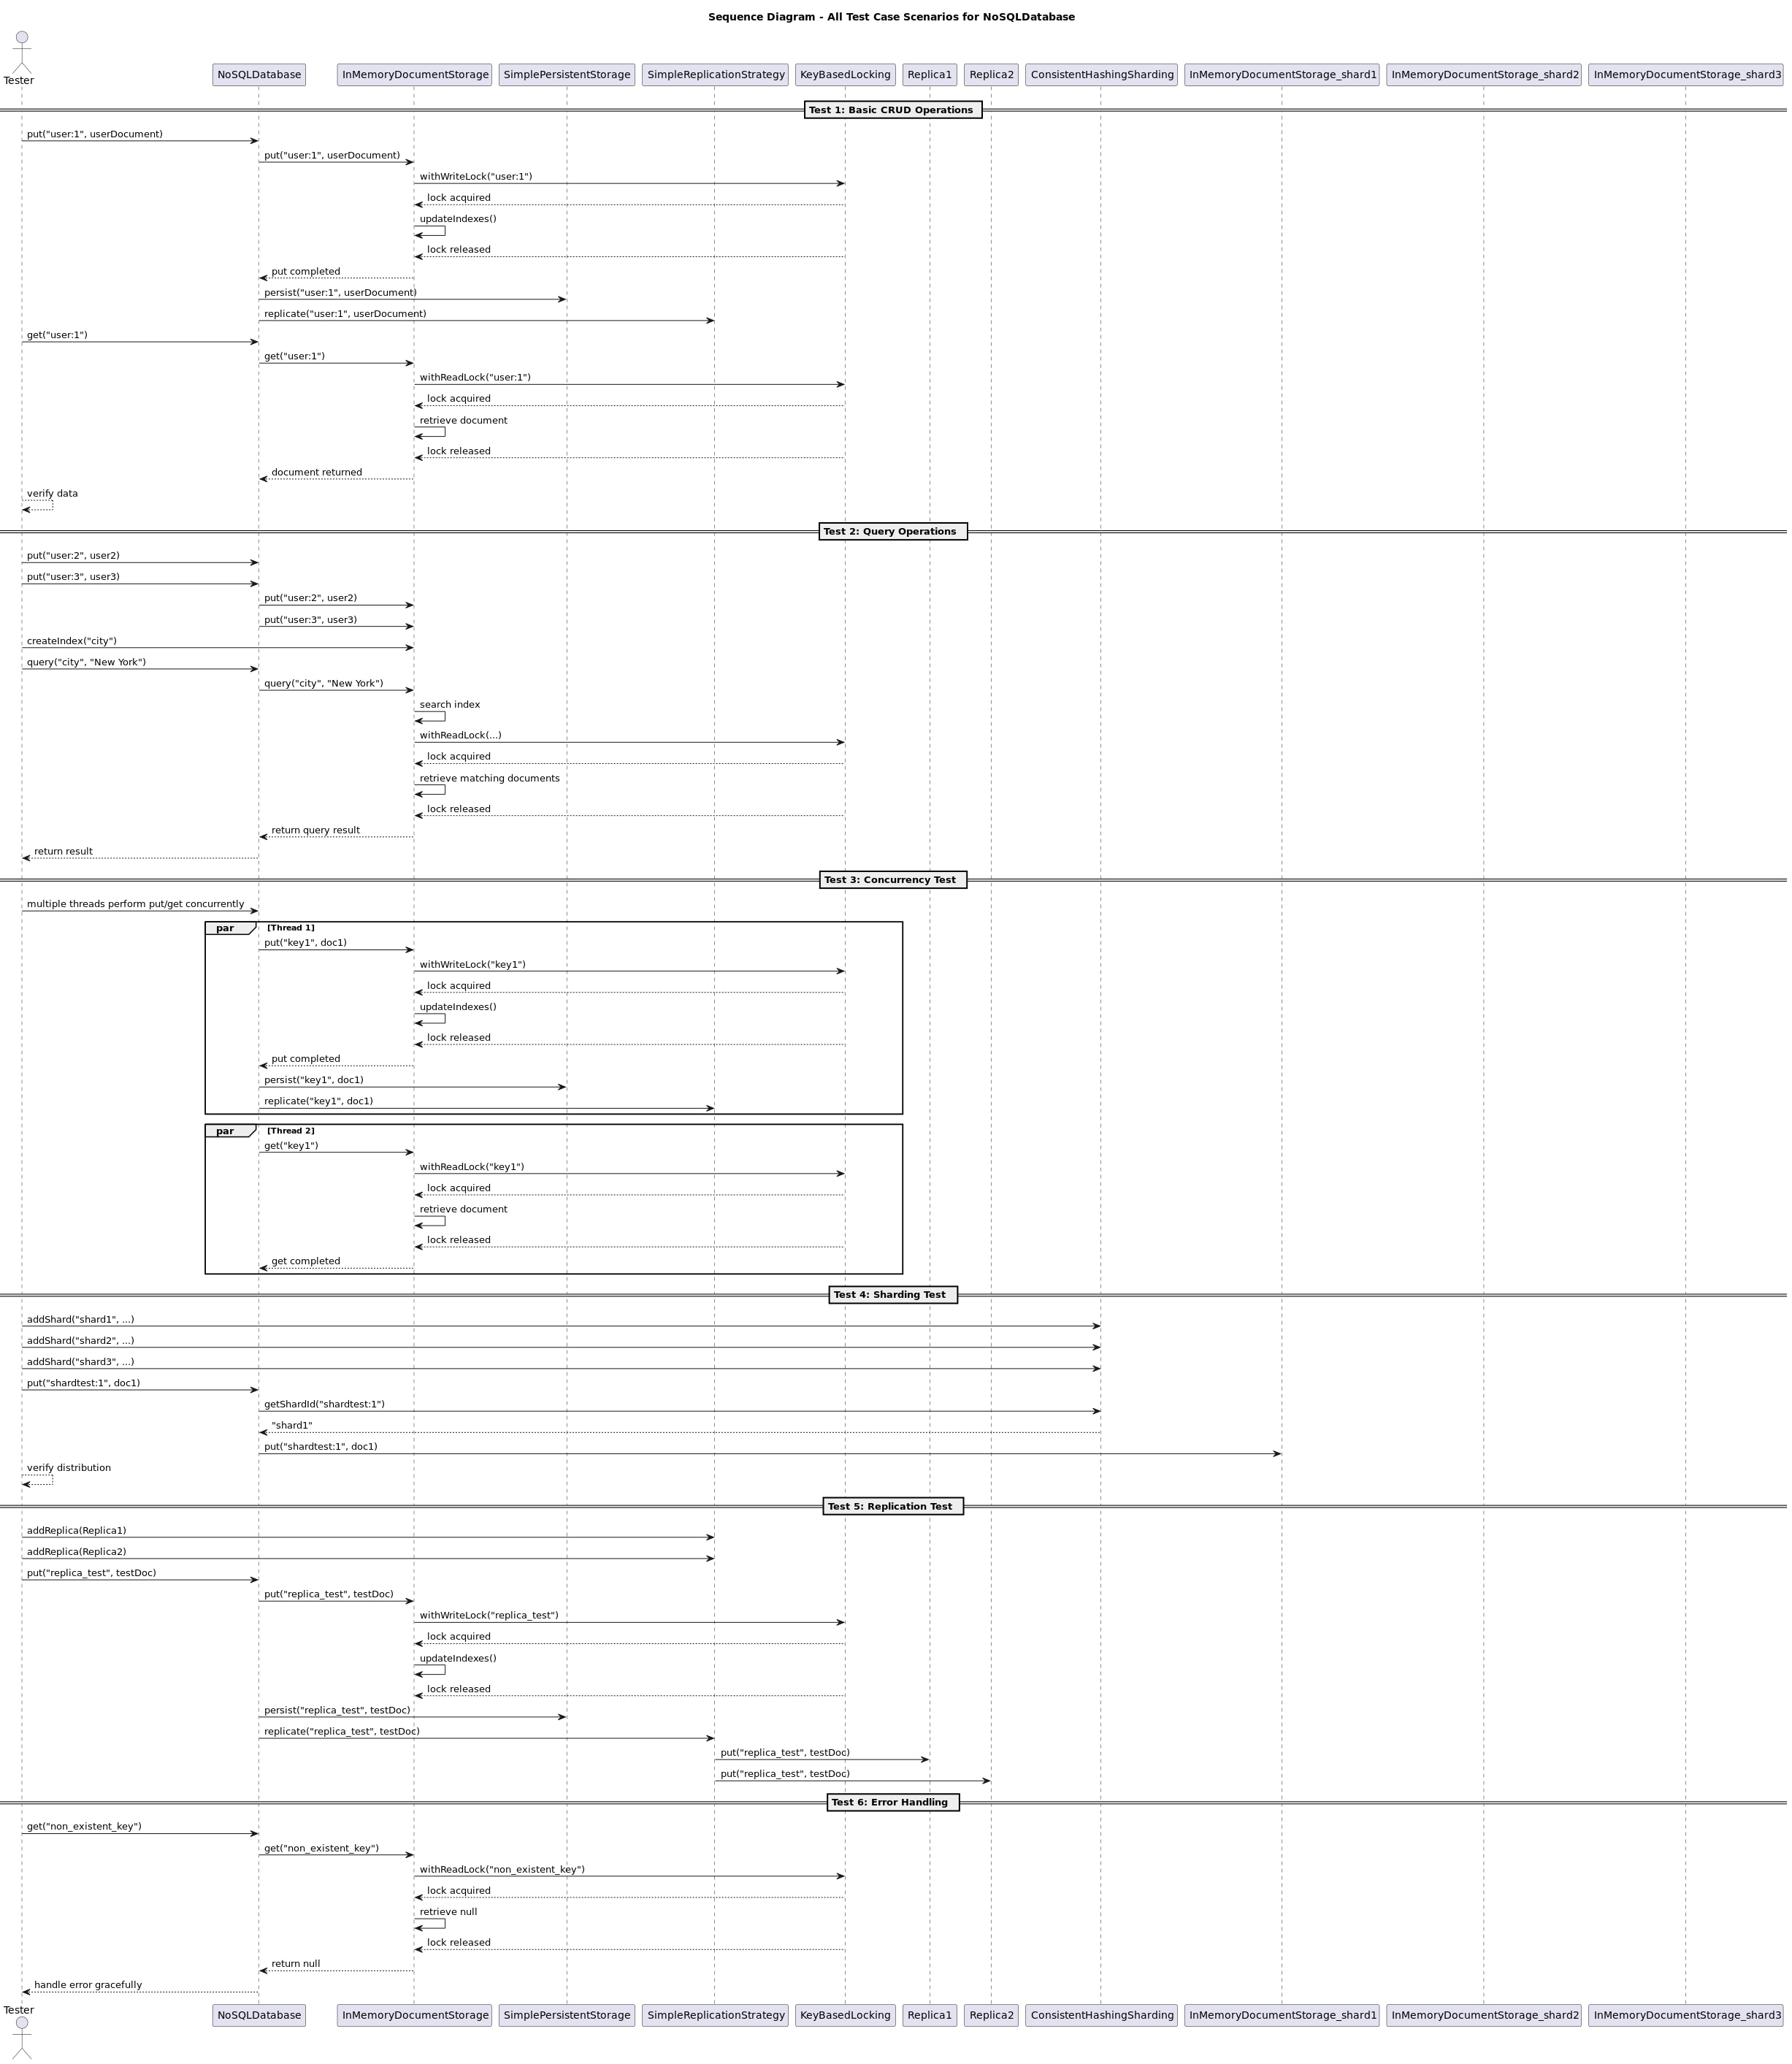 Sequence Diagram - All Test Case Scenarios for NoSQLDatabase
Tester
NoSQLDatabase
InMemoryDocumentStorage
SimplePersistentStorage
SimpleReplicationStrategy
KeyBasedLocking
Replica1
Replica2
ConsistentHashingSharding
InMemoryDocumentStorage_shard1
InMemoryDocumentStorage_shard2
InMemoryDocumentStorage_shard3
Test 1: Basic CRUD Operations
put("user:1", userDocument)
put("user:1", userDocument)
withWriteLock("user:1")
lock acquired
updateIndexes()
lock released
put completed
persist("user:1", userDocument)
replicate("user:1", userDocument)
get("user:1")
get("user:1")
withReadLock("user:1")
lock acquired
retrieve document
lock released
document returned
verify data
Test 2: Query Operations
put("user:2", user2)
put("user:3", user3)
put("user:2", user2)
put("user:3", user3)
createIndex("city")
query("city", "New York")
query("city", "New York")
search index
withReadLock(...)
lock acquired
retrieve matching documents
lock released
return query result
return result
Test 3: Concurrency Test
multiple threads perform put/get concurrently
par [Thread 1]
put("key1", doc1)
withWriteLock("key1")
lock acquired
updateIndexes()
lock released
put completed
persist("key1", doc1)
replicate("key1", doc1)
par [Thread 2]
get("key1")
withReadLock("key1")
lock acquired
retrieve document
lock released
get completed
Test 4: Sharding Test
addShard("shard1", ...)
addShard("shard2", ...)
addShard("shard3", ...)
put("shardtest:1", doc1)
getShardId("shardtest:1")
"shard1"
put("shardtest:1", doc1)
verify distribution
Test 5: Replication Test
addReplica(Replica1)
addReplica(Replica2)
put("replica_test", testDoc)
put("replica_test", testDoc)
withWriteLock("replica_test")
lock acquired
updateIndexes()
lock released
persist("replica_test", testDoc)
replicate("replica_test", testDoc)
put("replica_test", testDoc)
put("replica_test", testDoc)
Test 6: Error Handling
get("non_existent_key")
get("non_existent_key")
withReadLock("non_existent_key")
lock acquired
retrieve null
lock released
return null
handle error gracefully
Tester
NoSQLDatabase
InMemoryDocumentStorage
SimplePersistentStorage
SimpleReplicationStrategy
KeyBasedLocking
Replica1
Replica2
ConsistentHashingSharding
InMemoryDocumentStorage_shard1
InMemoryDocumentStorage_shard2
InMemoryDocumentStorage_shard3